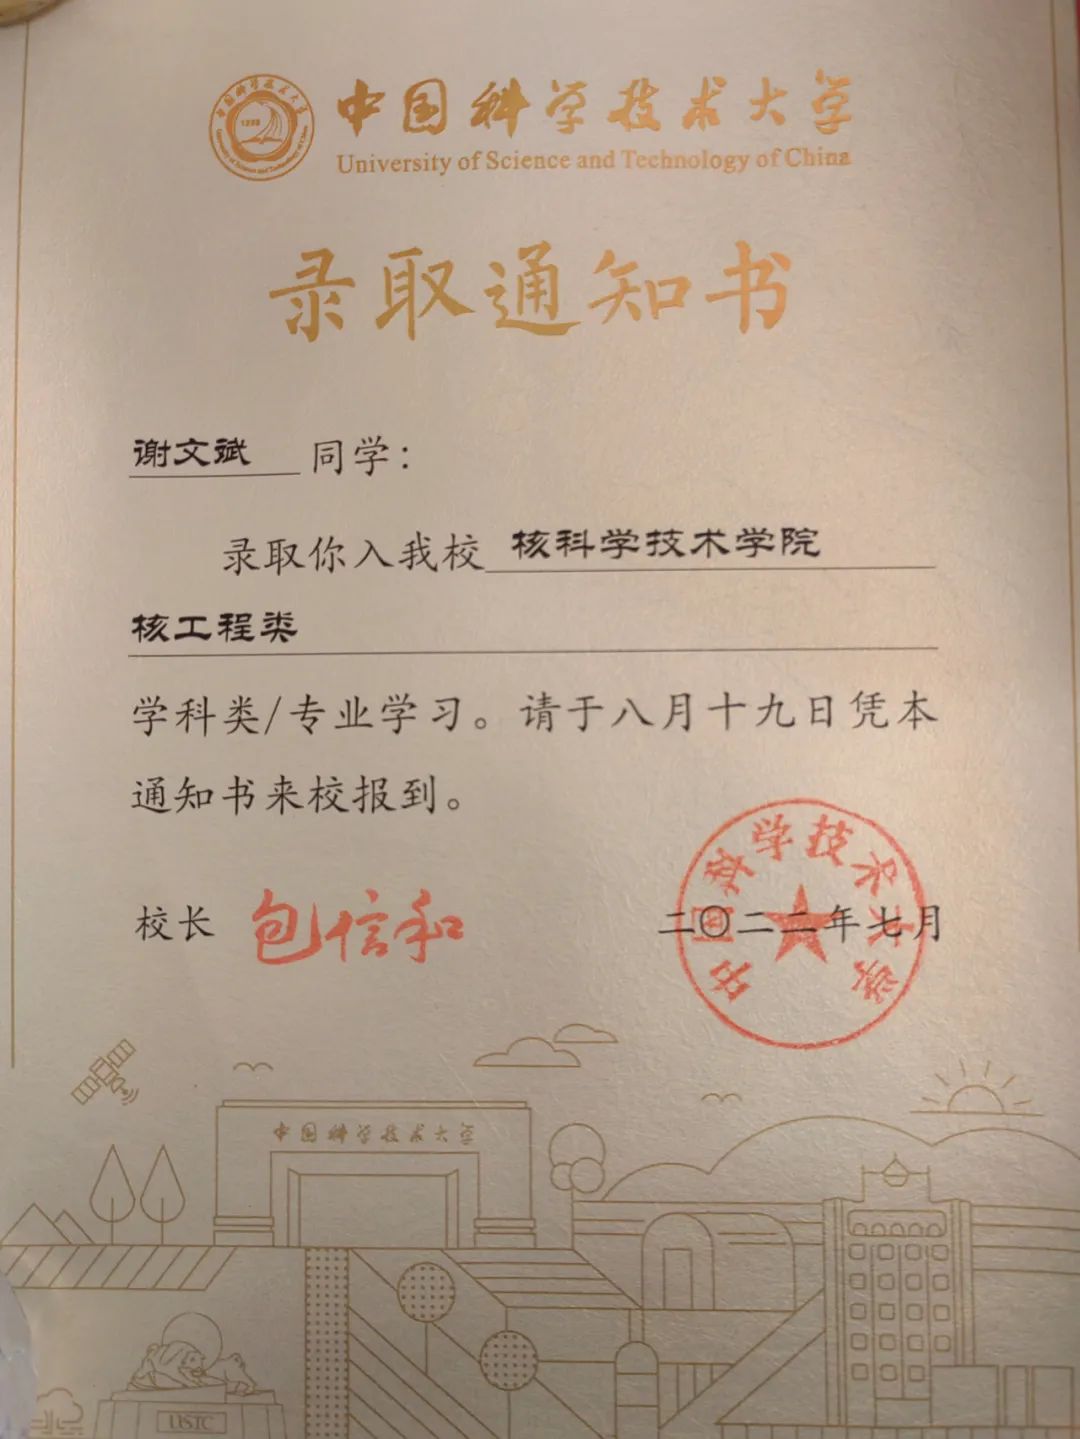 中国科学技术大学
University of Science and Technology of China
录取通知书
谢文斌 同学：
录取你入我校 核科学技术学院
核工程类
学科类/专业学习。请于八月十九日凭本
通知书来校报到。
校长 包信和
二〇二二年七月
中国科学技术大学
中国科学技术大学
USTC